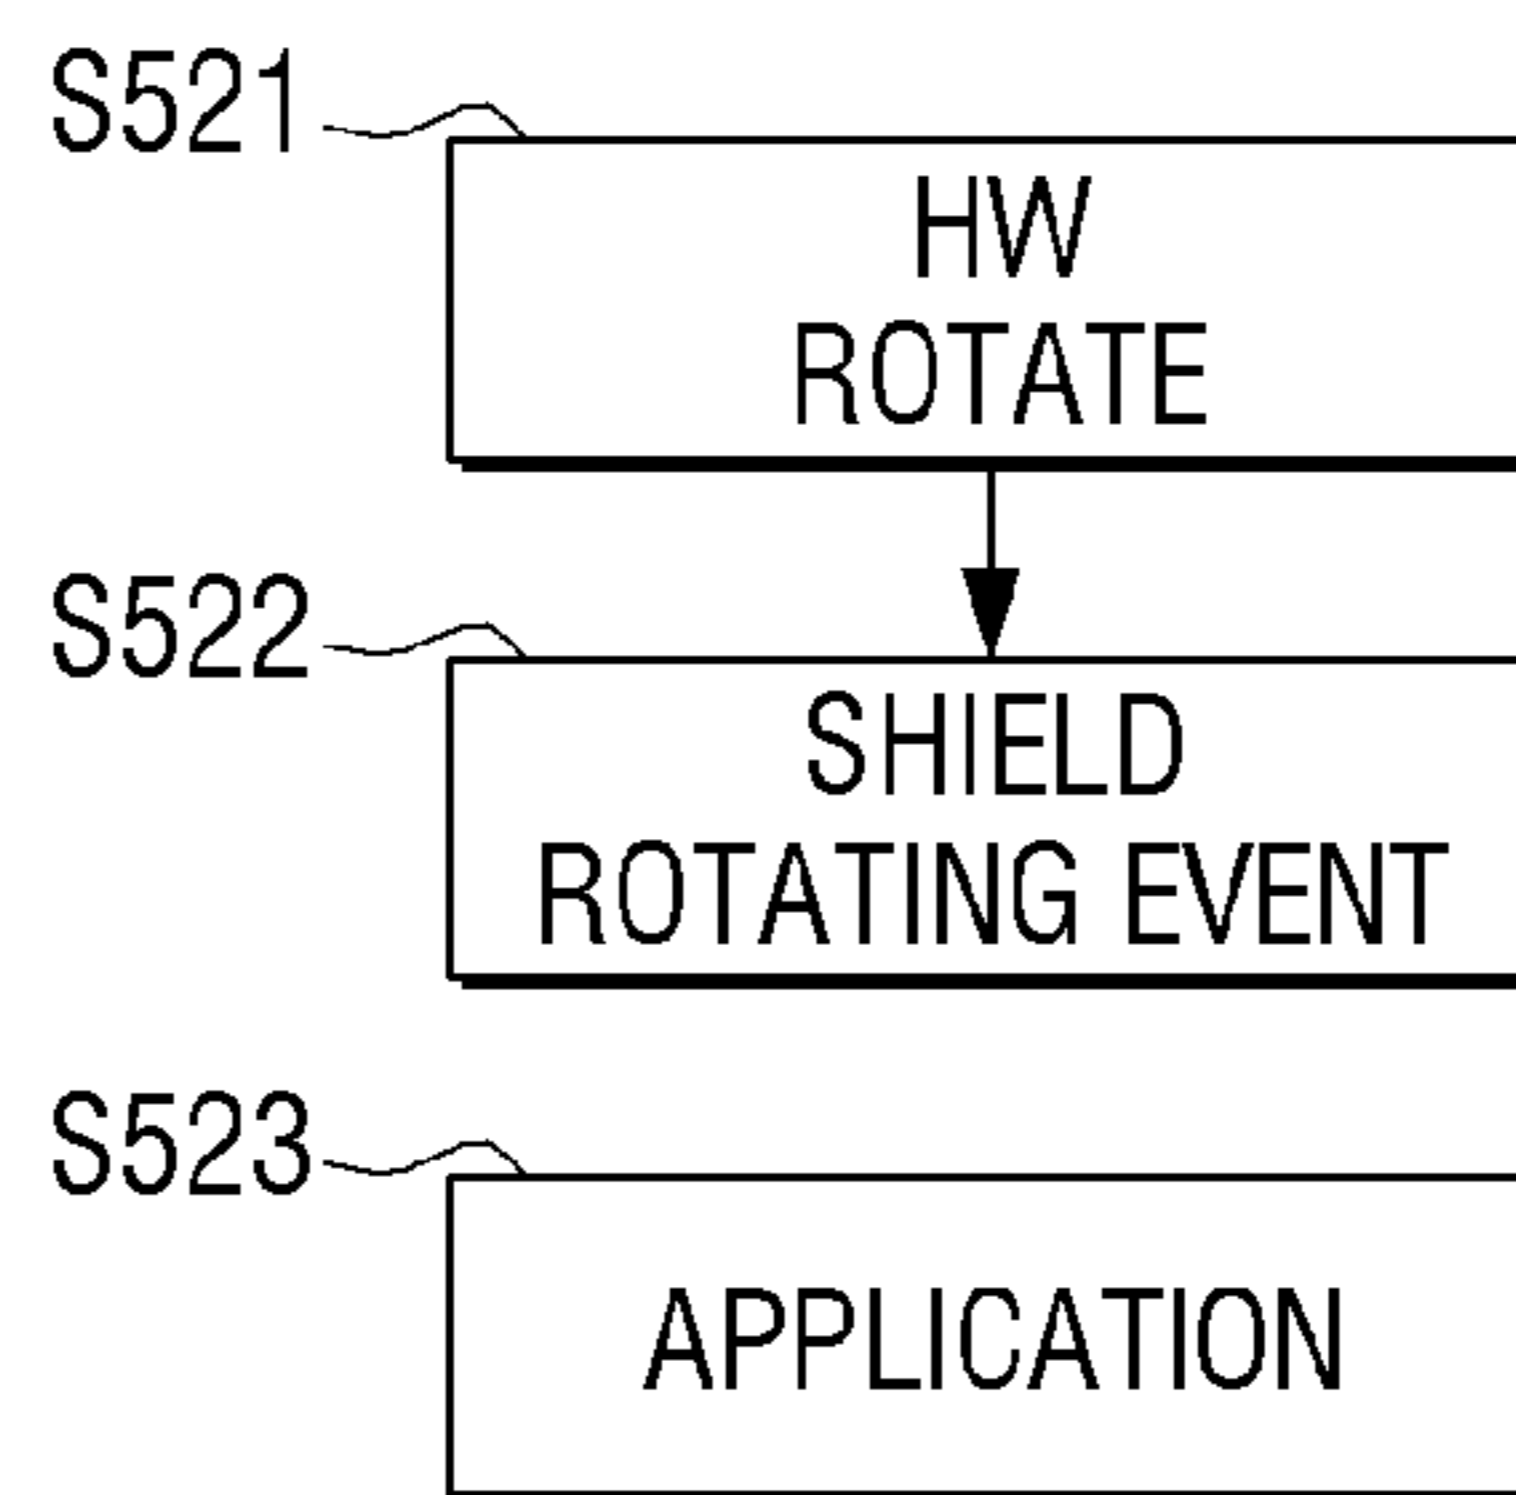 S521
HW
ROTATE
S522
SHIELD
ROTATING EVENT
S523
APPLICATION